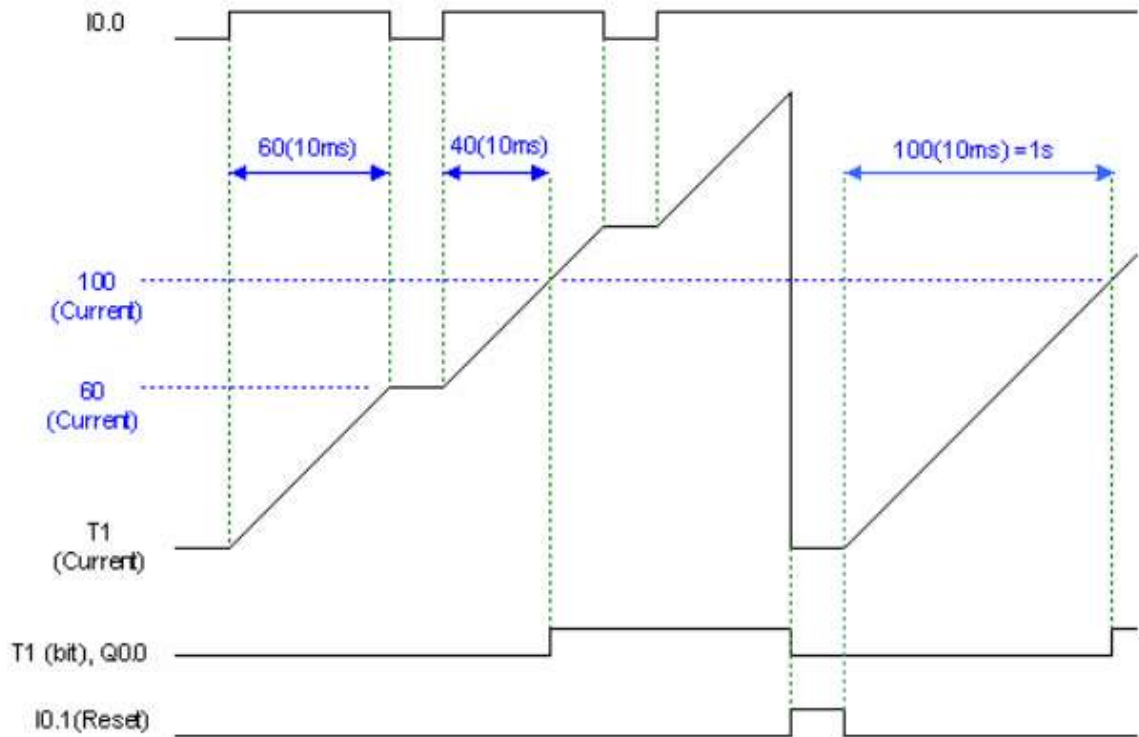 I0.0
60(10ms)
40(10ms)
100(10ms)=1s
100
(Current)
60
(Current)
T1
(Current)
T1 (bit), Q0.0
I0.1(Reset)